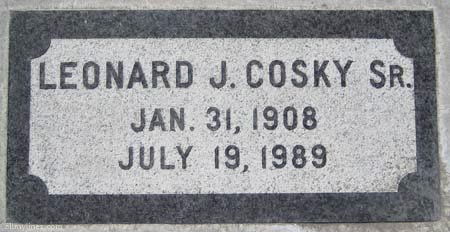 LEONARD J. COSKY SR.
JAN. 31, 1908
JULY 19, 1989